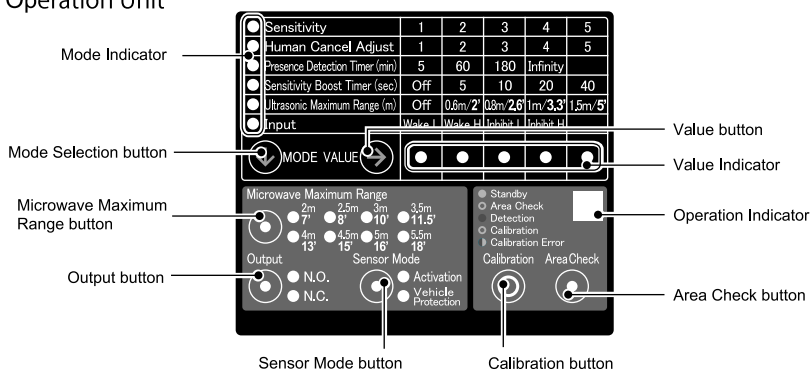 Operation Unit
Mode Indicator
Sensitivity 1 2 3 4 5
Human Cancel Adjust 1 2 3 4 5
Presence Detection Timer (min) 5 60 180 Infinity
Sensitivity Boost Timer (sec) Off 5 10 20 40
Ultrasonic Maximum Range (m) Off 0.6m/2' 0.8m/2,6' 1m/3,3' 1,5m/5'
Input Wake L Wake H Inhibit L Inhibit H
Mode Selection button
MODE VALUE
Value button
Value Indicator
Microwave Maximum Range button
Microwave Maximum Range
2m 2.5m 3m 3,5m
7' 8' 10' 11.5'
4m 4.5m 5m 5.5m
13' 15' 16' 18'
Standby
Area Check
Detection
Calibration
Calibration Error
Operation Indicator
Output button
Output
N.O.
N.C.
Sensor Mode
Activation
Vehicle Protection
Calibration
Area Check
Area Check button
Sensor Mode button
Calibration button